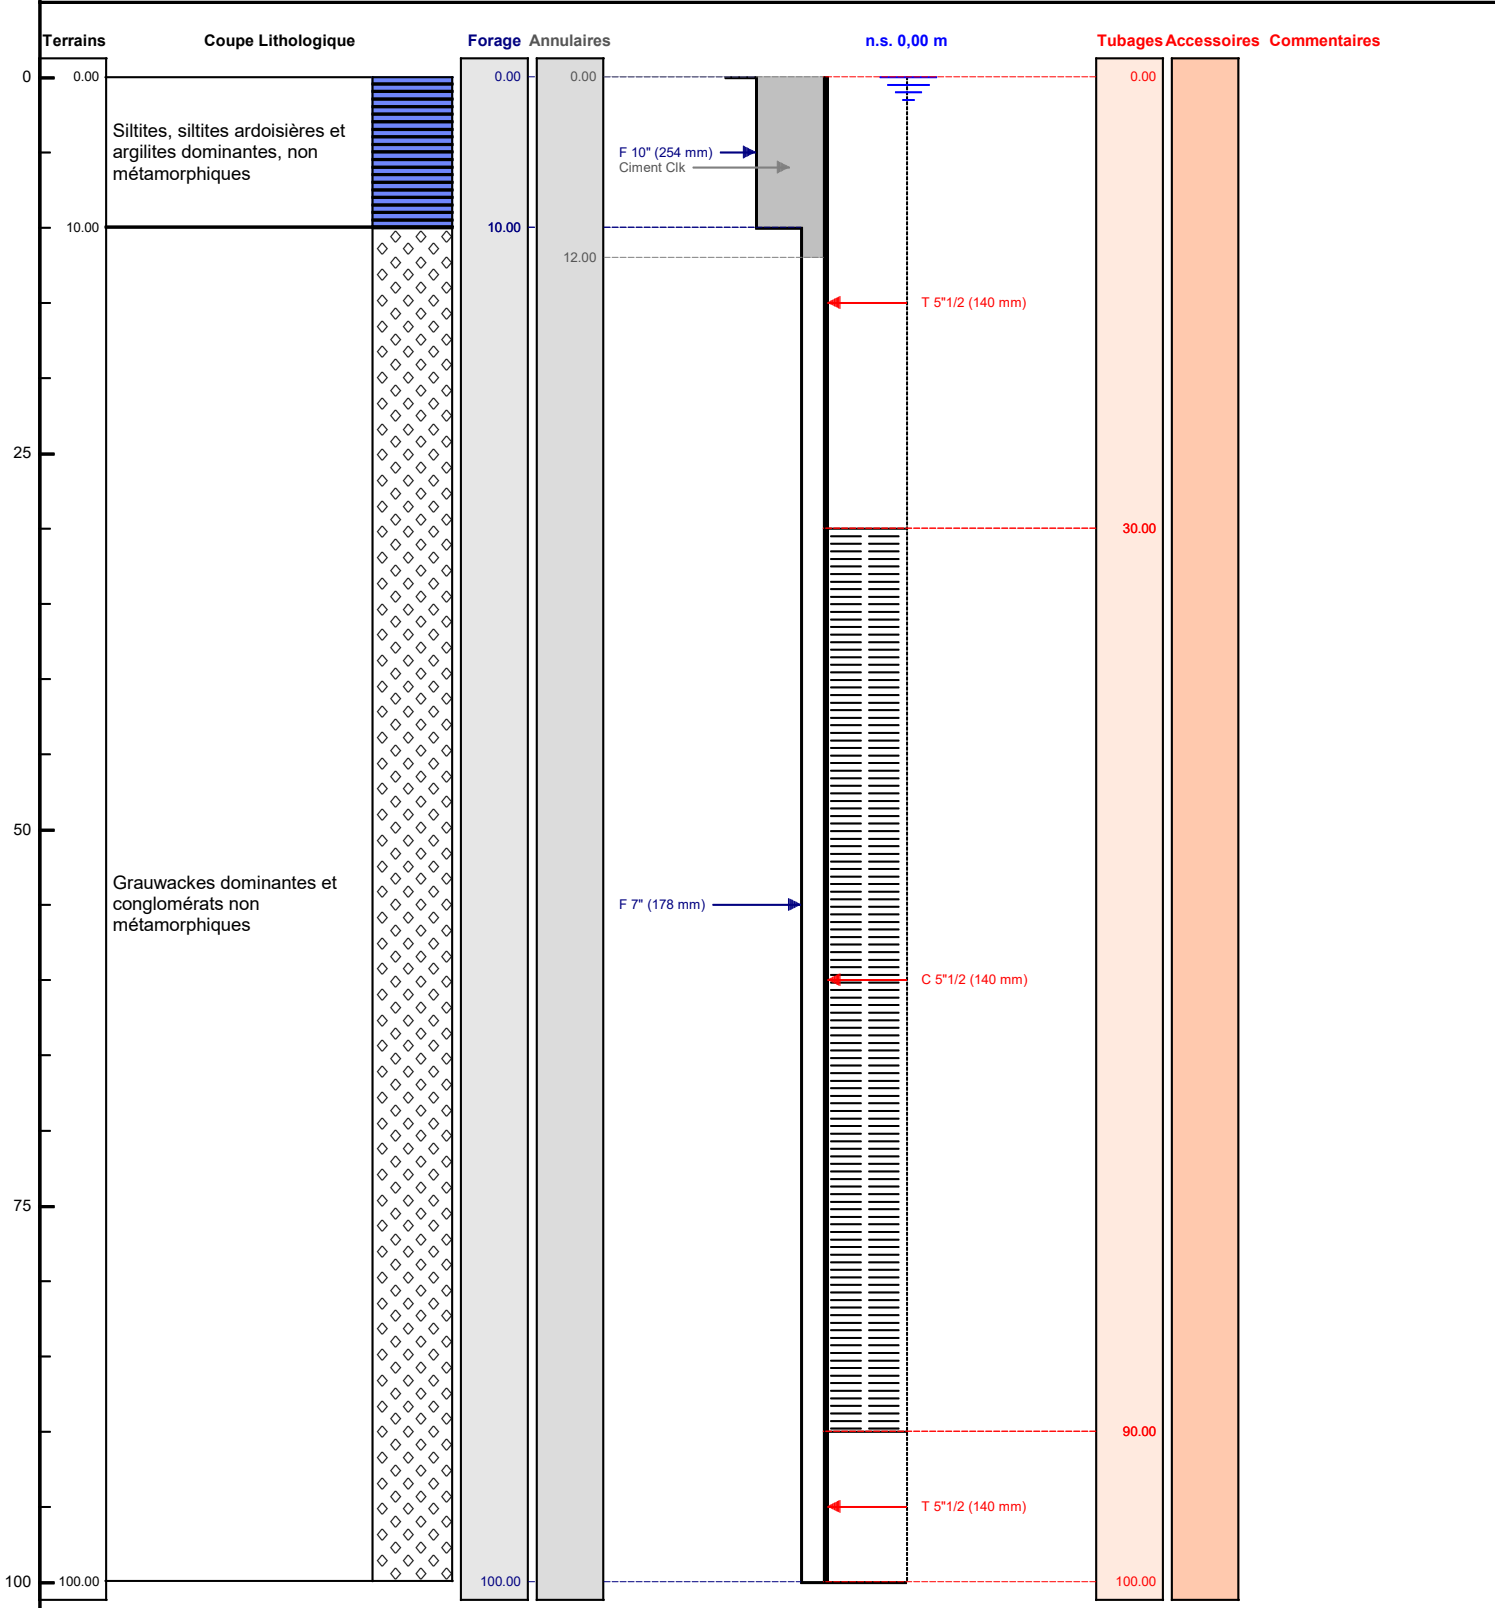 Terrains Coupe Lithologique Forage Annulaires n.s. 0,00 m Tubages Accessoires Commentaires
0 0.00 0.00 0.00 0.00
Siltites, siltites ardoisières et
argilites dominantes, non
métamorphiques
F 10" (254 mm)
Ciment Clk
10.00 10.00
12.00
T 5"1/2 (140 mm)
25
30.00
50
Grauwackes dominantes et
conglomérats non
métamorphiques
F 7" (178 mm)
C 5"1/2 (140 mm)
75
90.00
T 5"1/2 (140 mm)
100 100.00 100.00 100.00